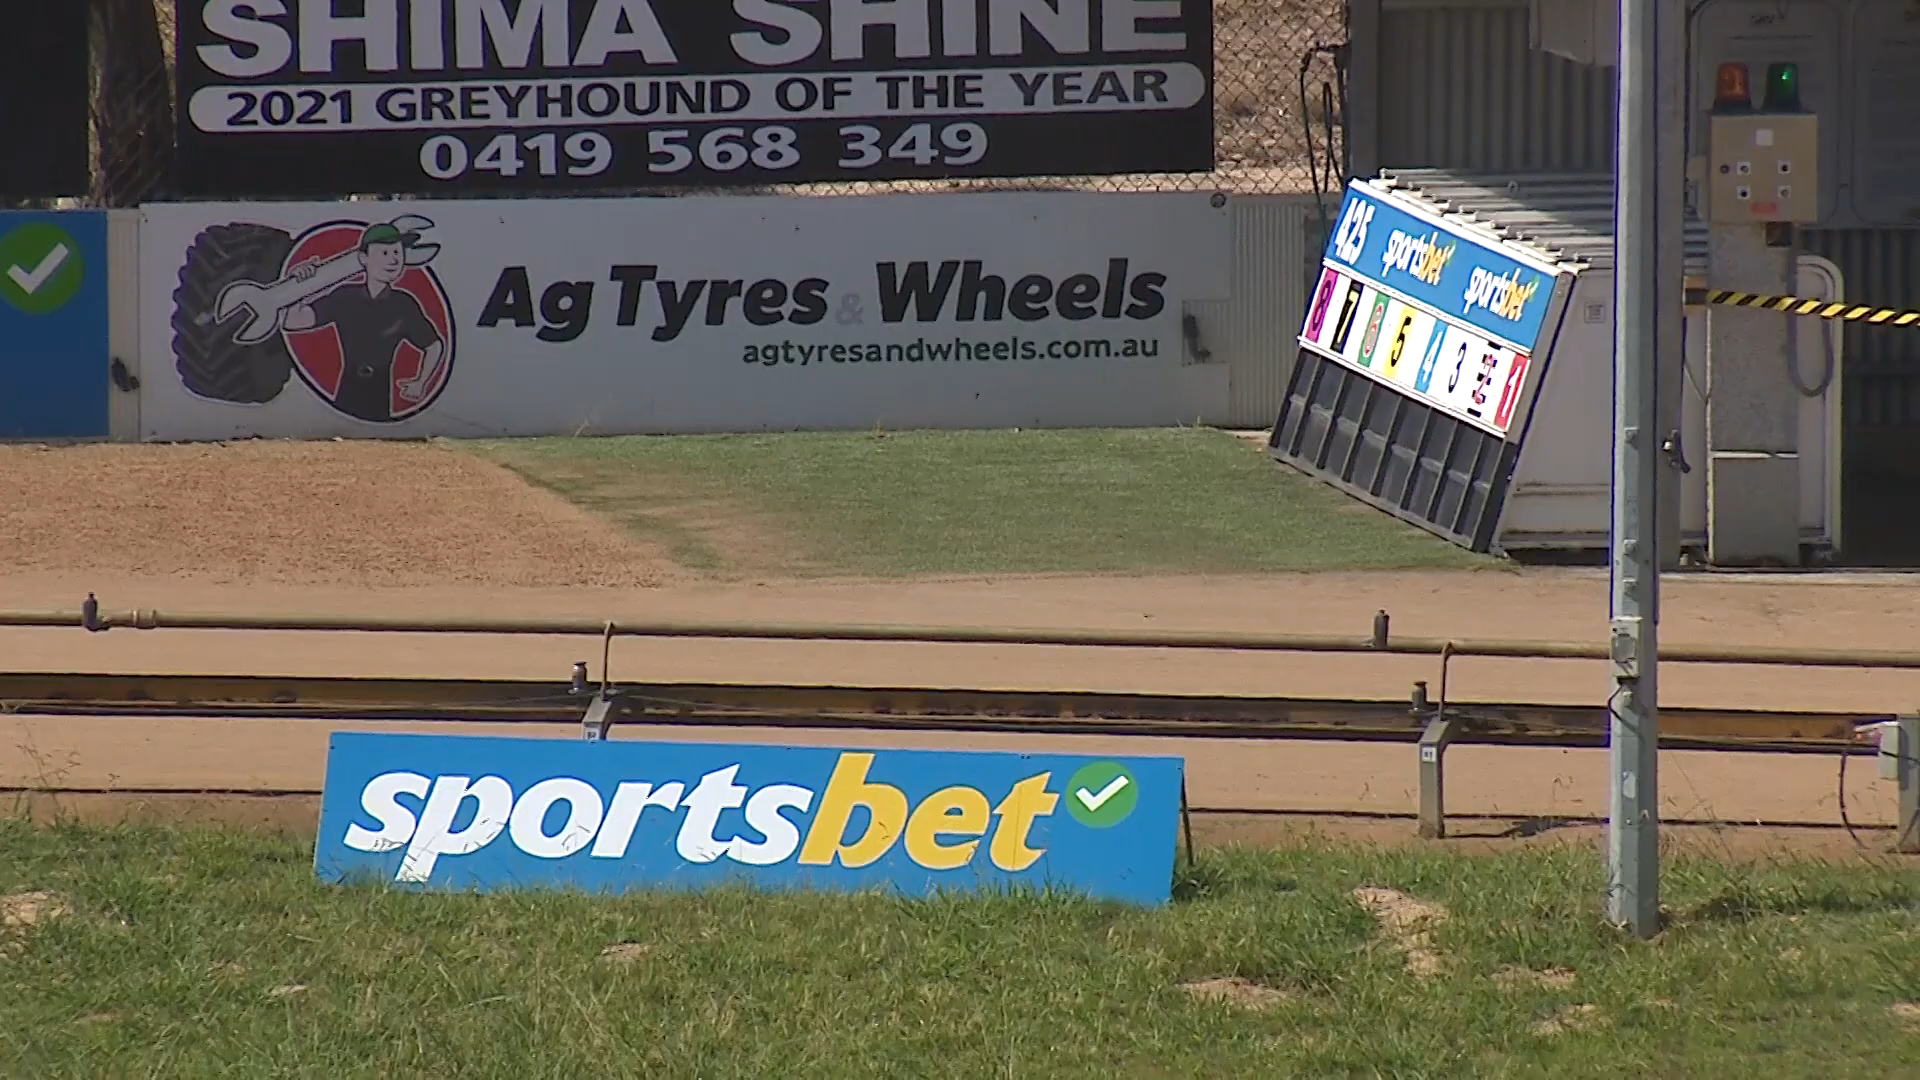 SHIMA SHINE
2021 GREYHOUND OF THE YEAR
0419 568 349
Ag Tyres & Wheels
agtyresandwheels.com.au
425 sportsbet sportsbet
8 7 6 5 4 3 2 1
sportsbet